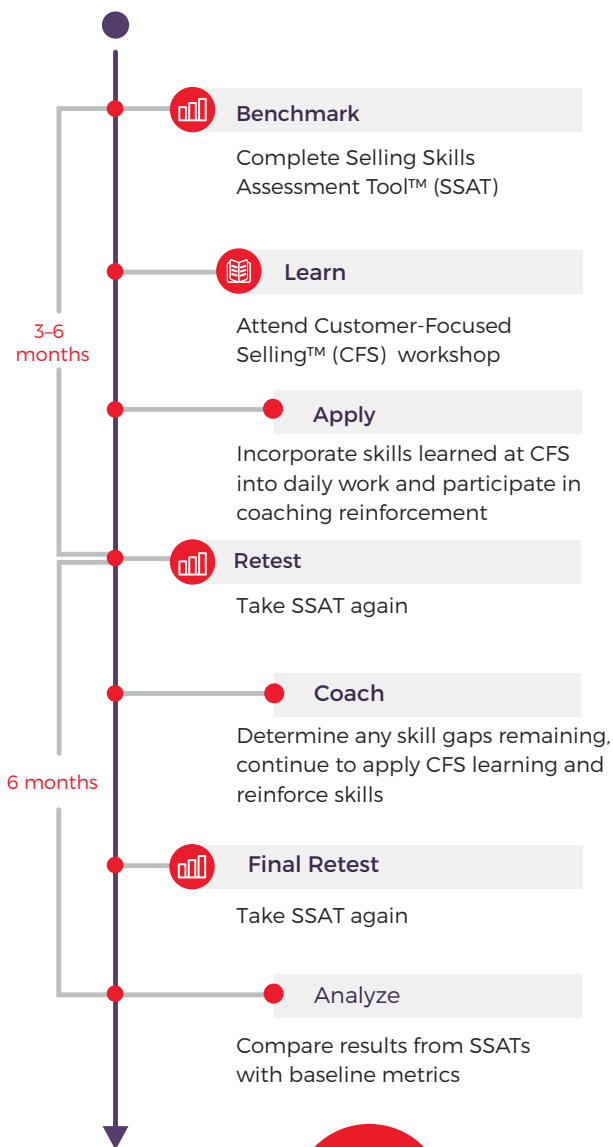 Benchmark
Complete Selling Skills
Assessment Tool™ (SSAT)
Learn
Attend Customer-Focused
Selling™ (CFS) workshop
3-6
months
Apply
Incorporate skills learned at CFS
into daily work and participate in
coaching reinforcement
Retest
Take SSAT again
Coach
Determine any skill gaps remaining,
continue to apply CFS learning and
reinforce skills
6 months
Final Retest
Take SSAT again
Analyze
Compare results from SSATs
with baseline metrics